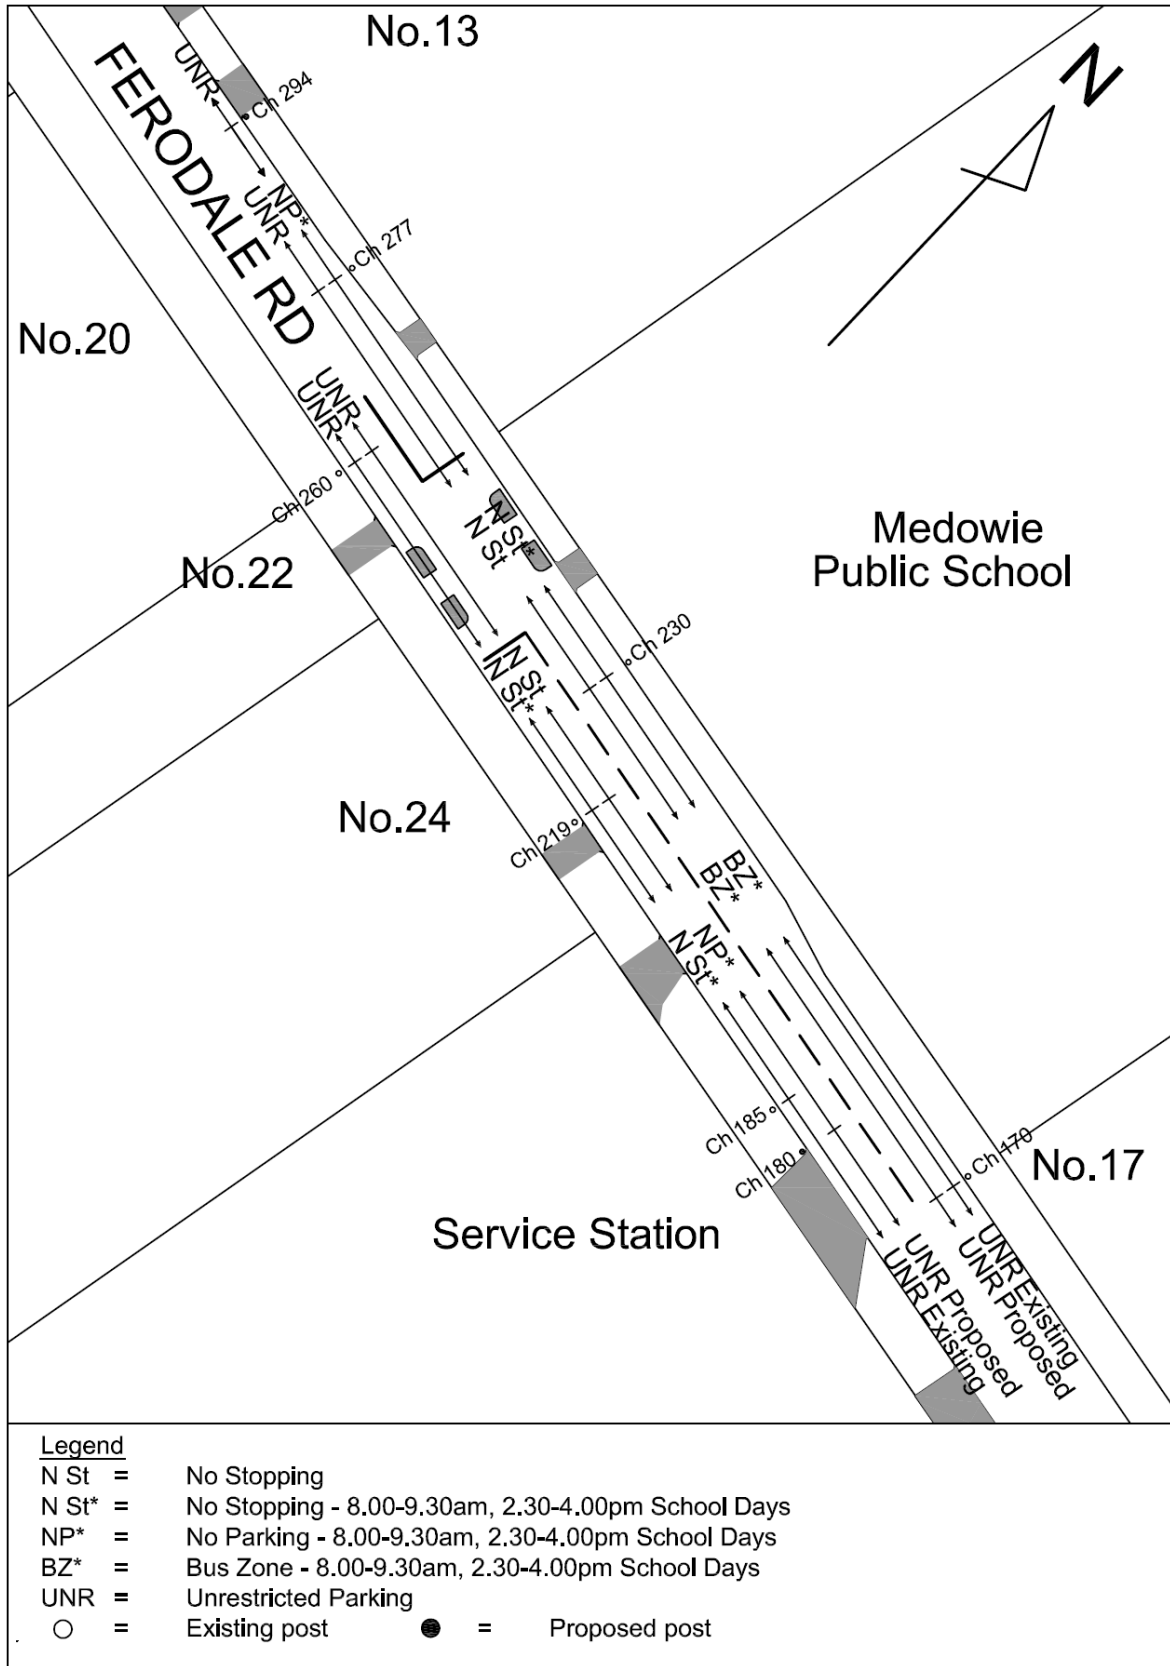 No.13
N
UNR
Ch 294
FERODALE RD
NP*
UNR
Ch 277
No.20
UNR
UNR
Ch 260
N St*
N St
Medowie
Public School
No.22
Ch 230
N St
N St*
No.24
Ch 219
BZ*
BZ*
NP*
N St*
Ch 185
Ch 180
Ch 170
No.17
Service Station
UNR Existing
UNR Proposed
UNR Proposed
UNR Existing
Legend
N St = No Stopping
N St* = No Stopping - 8.00-9.30am, 2.30-4.00pm School Days
NP* = No Parking - 8.00-9.30am, 2.30-4.00pm School Days
BZ* = Bus Zone - 8.00-9.30am, 2.30-4.00pm School Days
UNR = Unrestricted Parking
= Existing post = Proposed post